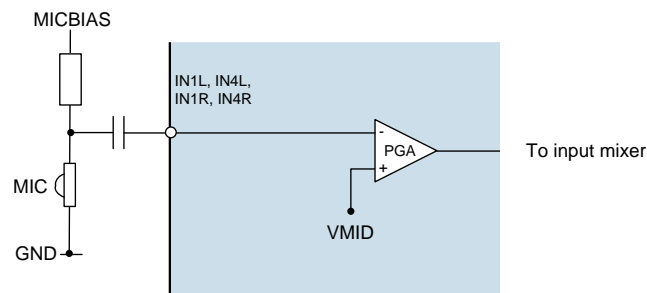 MICBIAS
IN1L, IN4L,
IN1R, IN4R
-
PGA
+
To input mixer
MIC
VMID
GND